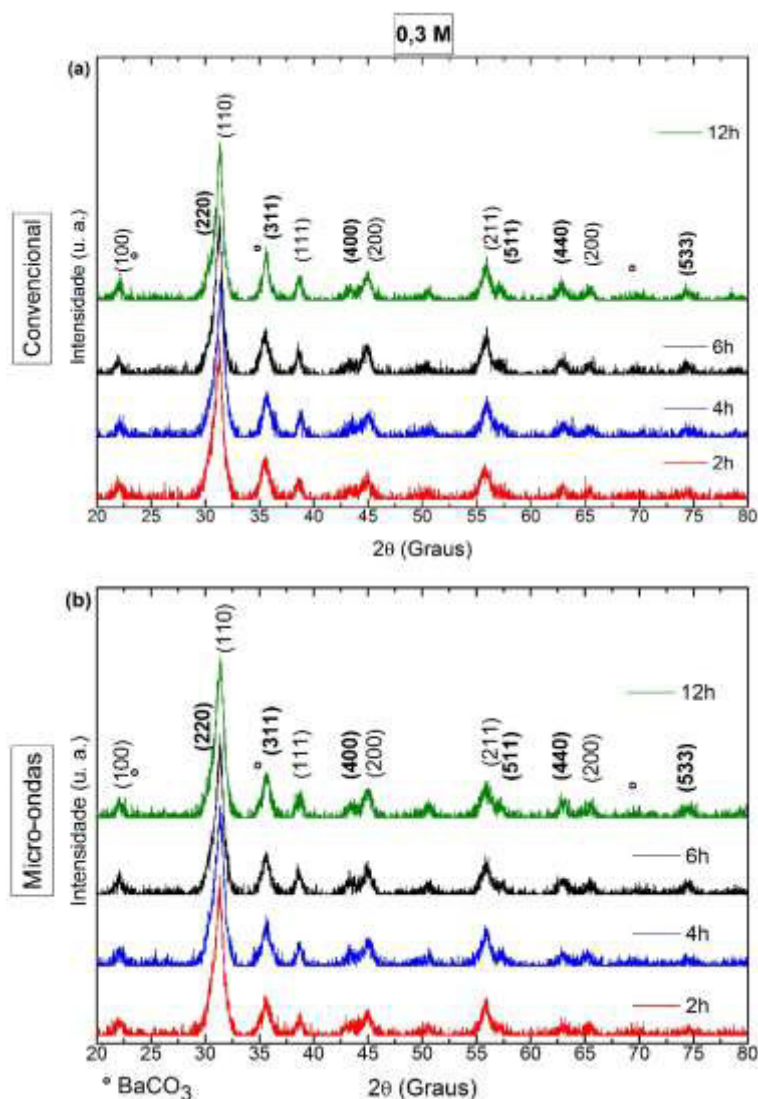 0,3 M
(a)
Convencional
Intensidade (u. a.)
(100)
°
(220)
(110)
°
(311)
(111)
(400)
(200)
(211)
(511)
(440)
(200)
°
(533)
12h
6h
4h
2h
20 25 30 35 40 45 50 55 60 65 70 75 80
2θ (Graus)
(b)
Micro-ondas
Intensidade (u. a.)
(100)
°
(220)
(110)
°
(311)
(111)
(400)
(200)
(211)
(511)
(440)
(200)
°
(533)
12h
6h
4h
2h
20 25 30 35 40 45 50 55 60 65 70 75 80
° BaCO₃
2θ (Graus)